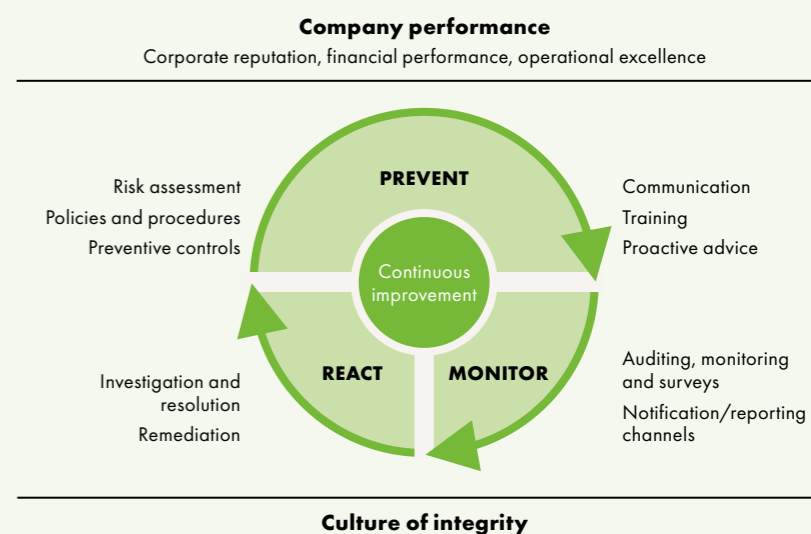 Company performance
Corporate reputation, financial performance, operational excellence
PREVENT
Risk assessment
Policies and procedures
Preventive controls
Communication
Training
Proactive advice
Continuous
improvement
REACT
MONITOR
Investigation and
resolution
Remediation
Auditing, monitoring
and surveys
Notification/reporting
channels
Culture of integrity